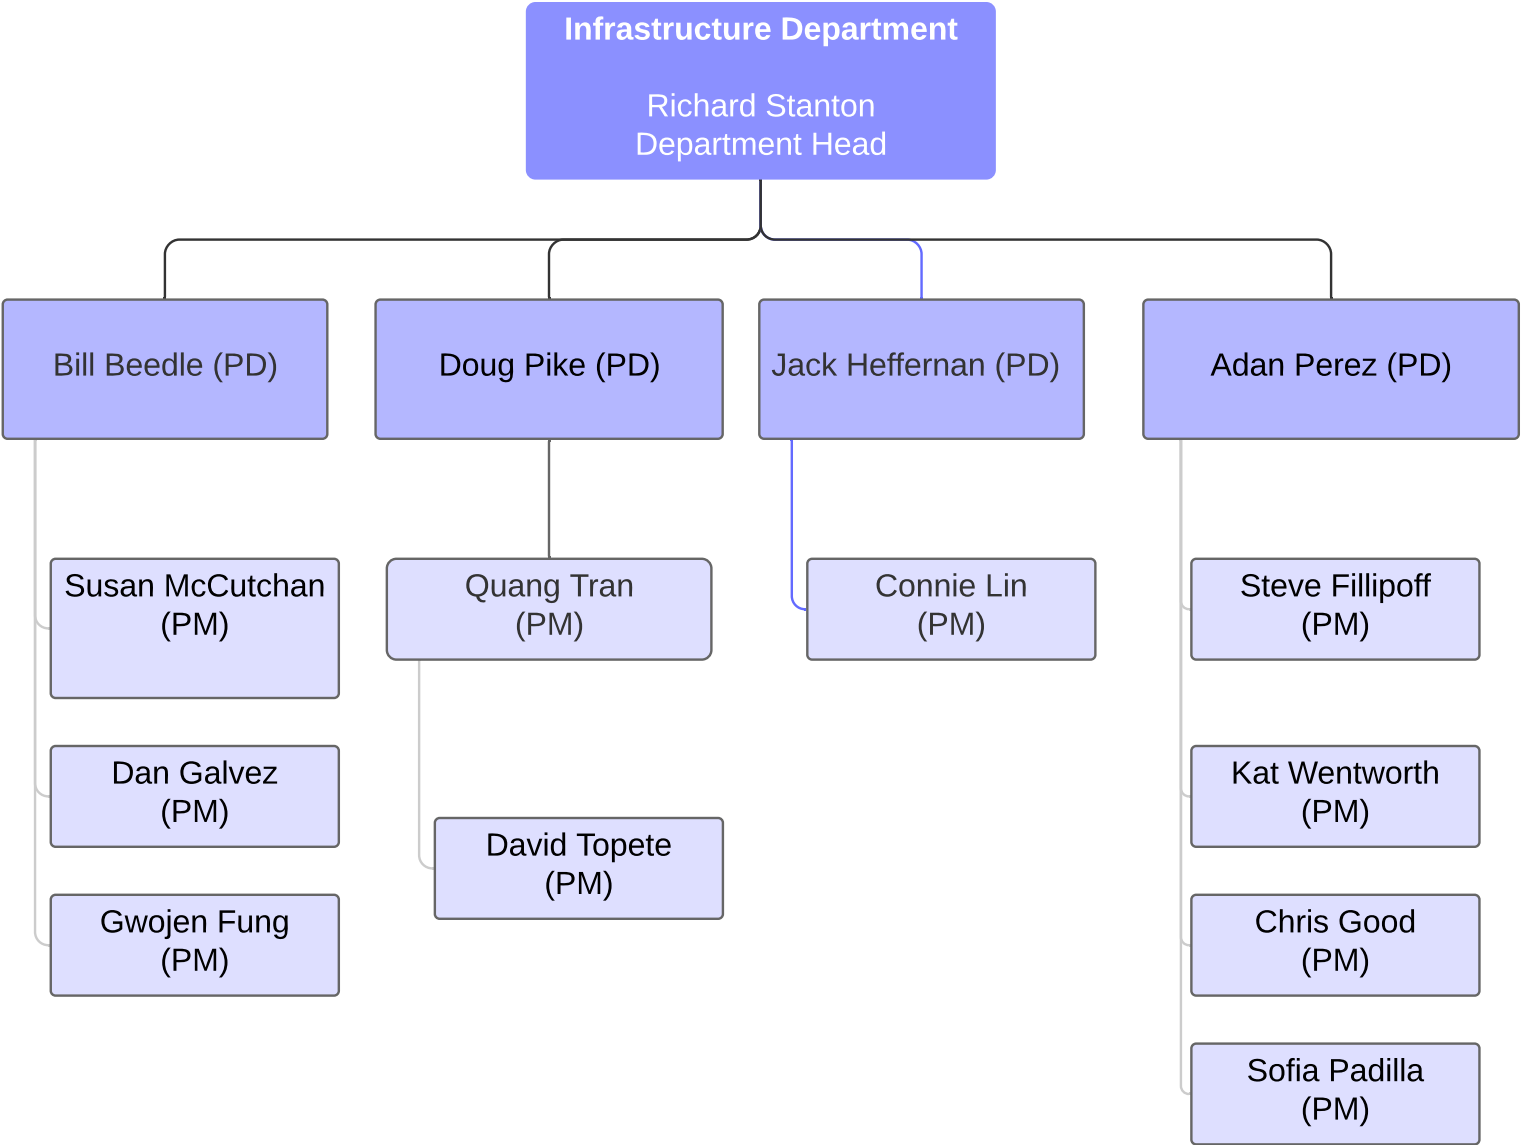 Infrastructure Department
Richard Stanton
Department Head
Bill Beedle (PD)
Doug Pike (PD)
Jack Heffernan (PD)
Adan Perez (PD)
Susan McCutchan
(PM)
Dan Galvez
(PM)
Gwojen Fung
(PM)
Quang Tran
(PM)
David Topete
(PM)
Connie Lin
(PM)
Steve Fillipoff
(PM)
Kat Wentworth
(PM)
Chris Good
(PM)
Sofia Padilla
(PM)